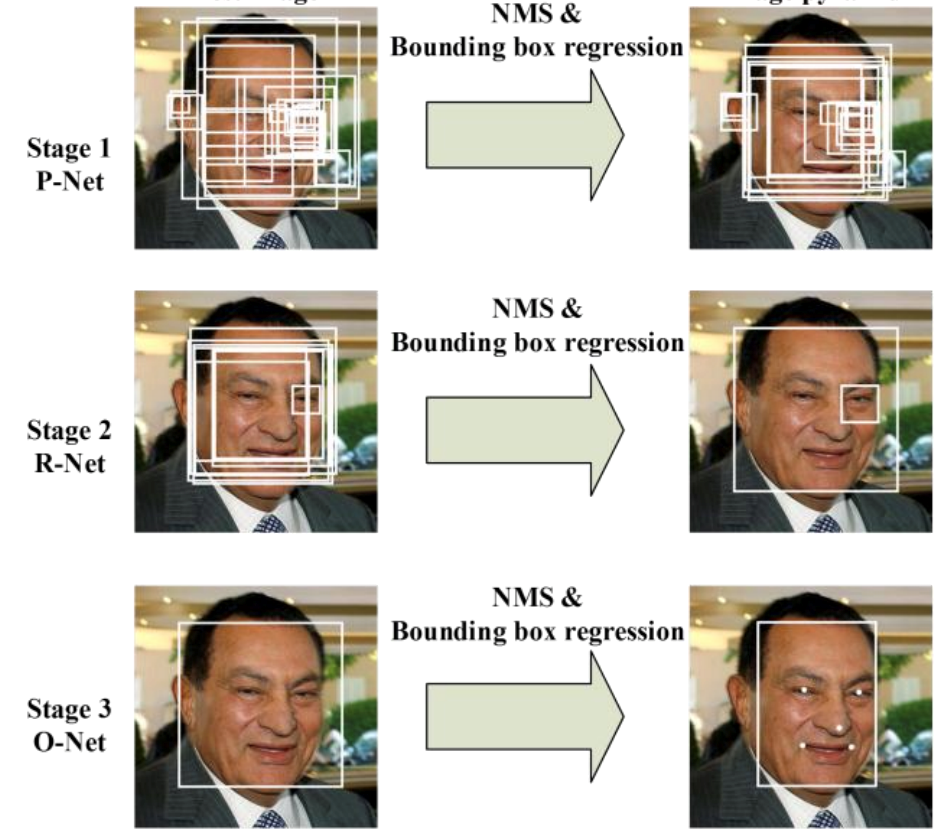 NMS &
Bounding box regression
Stage 1
P-Net
NMS &
Bounding box regression
Stage 2
R-Net
NMS &
Bounding box regression
Stage 3
O-Net